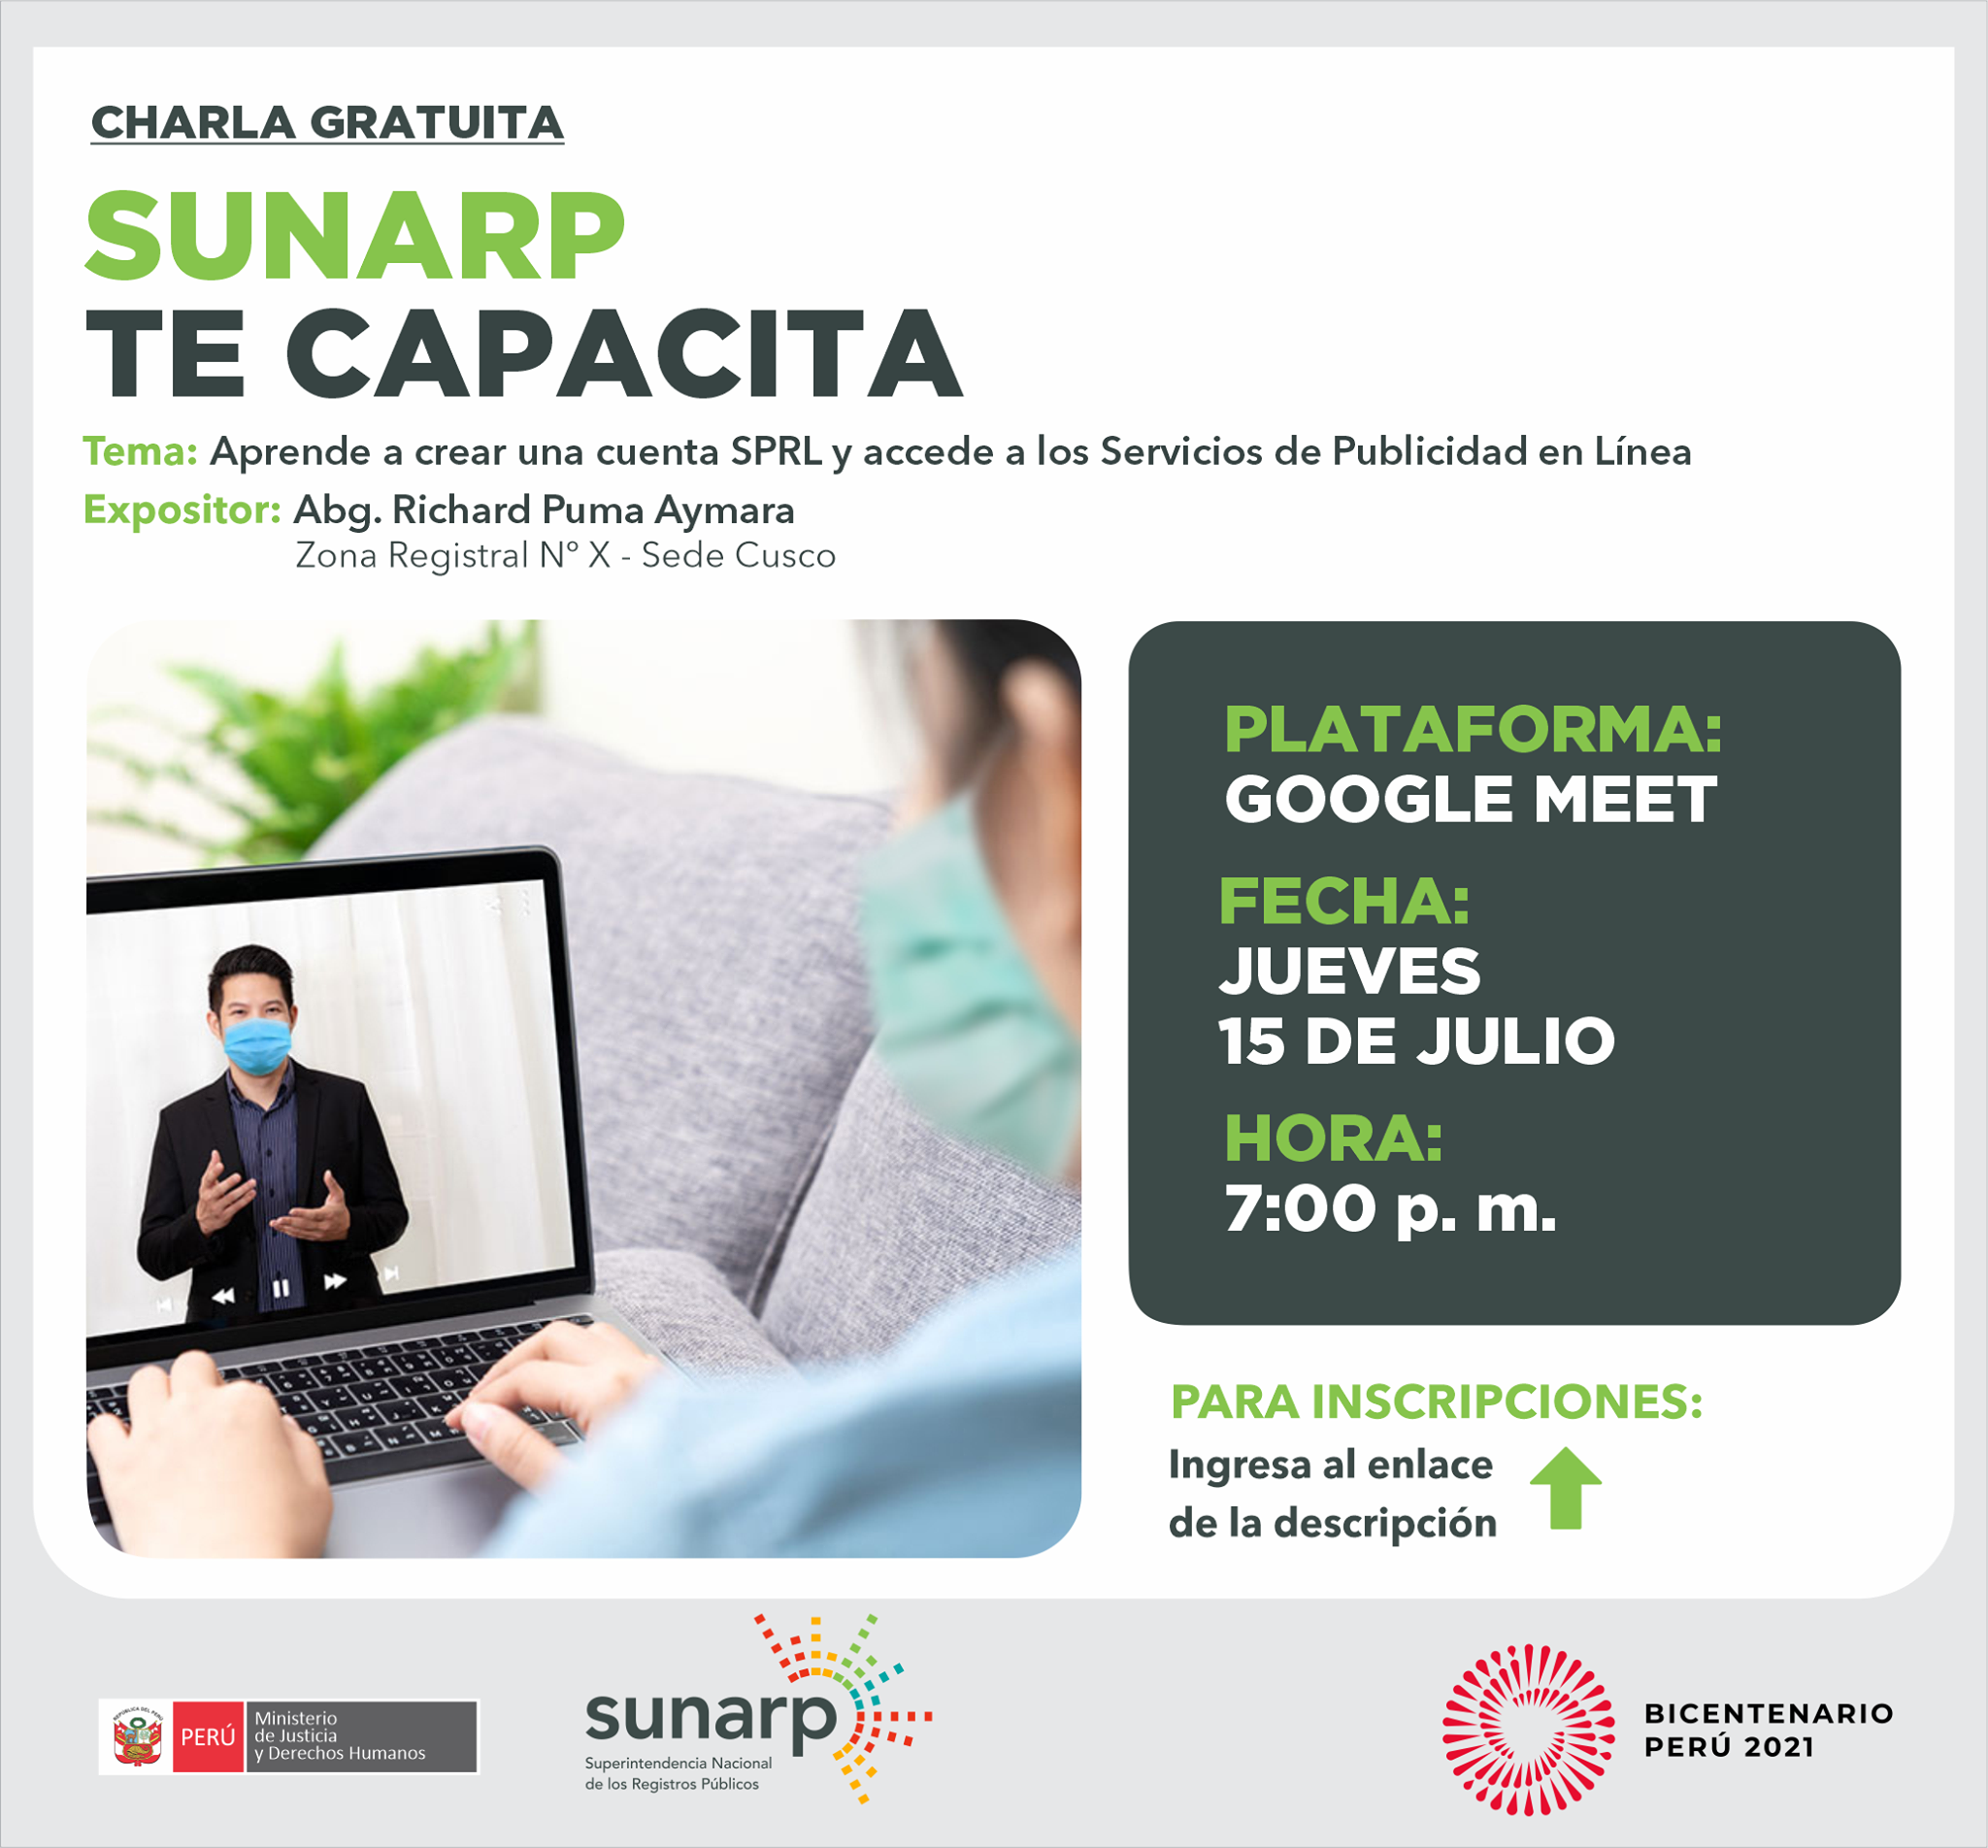 CHARLA GRATUITA
SUNARP
TE CAPACITA
Tema: Aprende a crear una cuenta SPRL y accede a los Servicios de Publicidad en Línea
Expositor: Abg. Richard Puma Aymara
Zona Registral N° X - Sede Cusco
PLATAFORMA:
GOOGLE MEET
FECHA:
JUEVES
15 DE JULIO
HORA:
7:00 p. m.
PARA INSCRIPCIONES:
Ingresa al enlace
de la descripción
REPÚBLICA DEL PERÚ
PERÚ
Ministerio
de Justicia
y Derechos Humanos
sunarp
Superintendencia Nacional
de los Registros Públicos
BICENTENARIO
PERÚ 2021